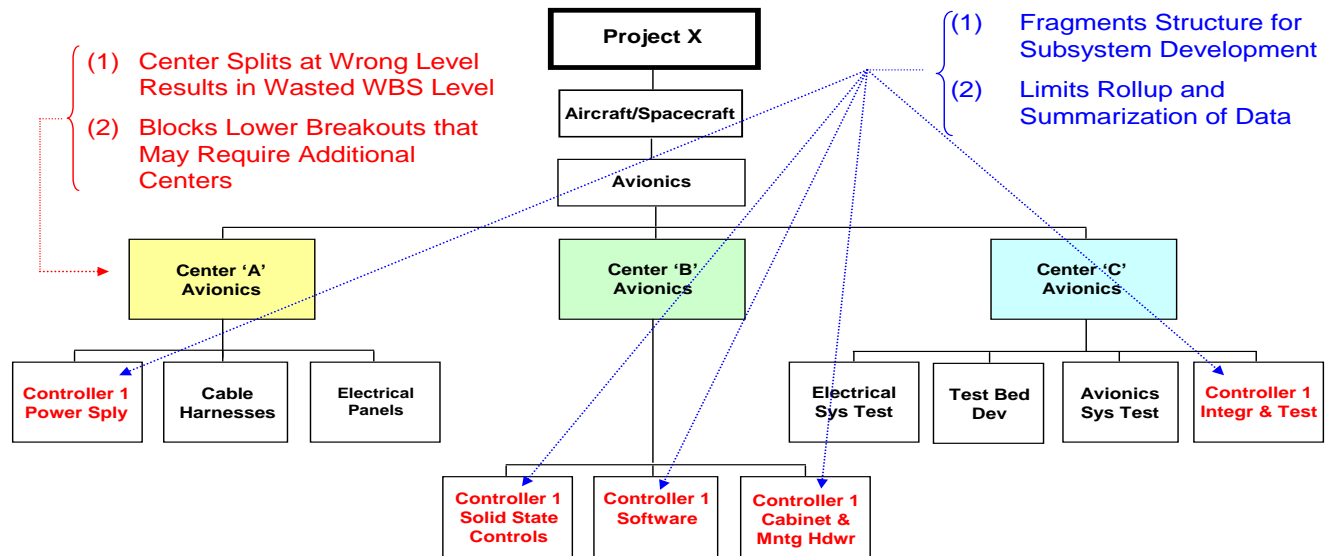 Project X
(1) Center Splits at Wrong Level
Results in Wasted WBS Level
(2) Blocks Lower Breakouts that
May Require Additional
Centers
(1) Fragments Structure for
Subsystem Development
(2) Limits Rollup and
Summarization of Data
Aircraft/Spacecraft
Avionics
Center ‘A’
Avionics
Center ‘B’
Avionics
Center ‘C’
Avionics
Controller 1
Power Sply
Cable
Harnesses
Electrical
Panels
Electrical
Sys Test
Test Bed
Dev
Avionics
Sys Test
Controller 1
Integr & Test
Controller 1
Solid State
Controls
Controller 1
Software
Controller 1
Cabinet &
Mntg Hdwr